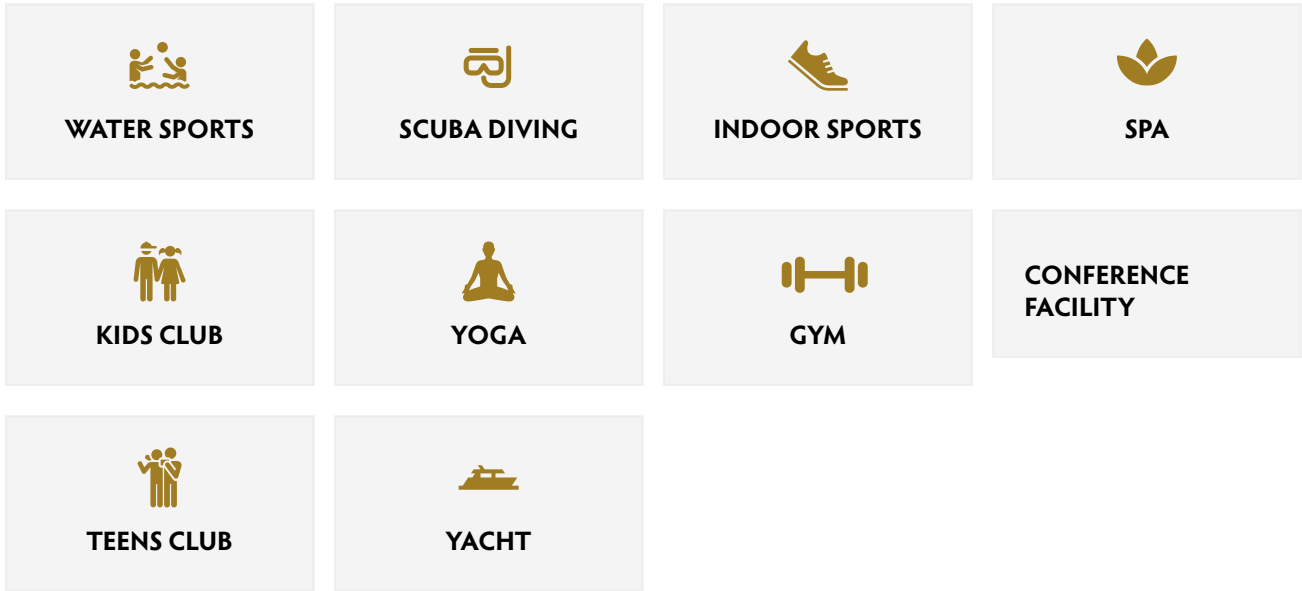 WATER SPORTS
SCUBA DIVING
INDOOR SPORTS
SPA
KIDS CLUB
YOGA
GYM
CONFERENCE
FACILITY
TEENS CLUB
YACHT